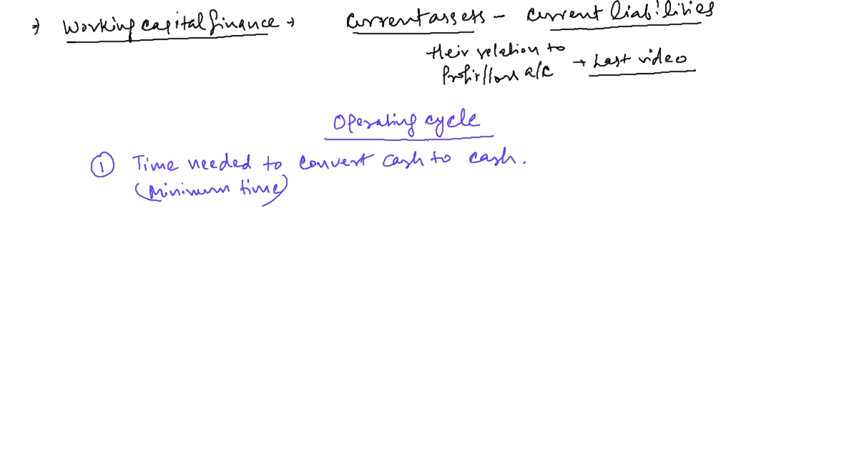 → Working capital finance → Current assets - Current liabilities
their relation to
Profit/loss a/c → Last video
Operating cycle
① Time needed to convert cash to cash.
(Minimum time)